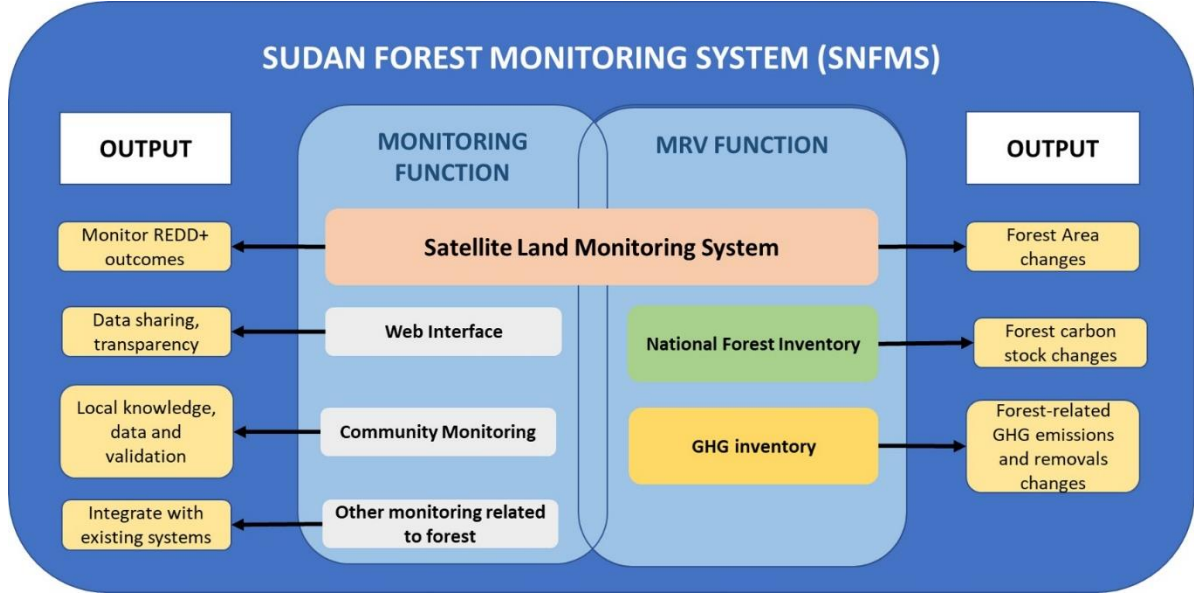 SUDAN FOREST MONITORING SYSTEM (SNFMS)
OUTPUT
MONITORING
FUNCTION
MRV FUNCTION
OUTPUT
Monitor REDD+
outcomes
Satellite Land Monitoring System
Forest Area
changes
Data sharing,
transparency
Web Interface
National Forest Inventory
Forest carbon
stock changes
Local knowledge,
data and
validation
Community Monitoring
GHG inventory
Forest-related
GHG emissions
and removals
changes
Integrate with
existing systems
Other monitoring related
to forest